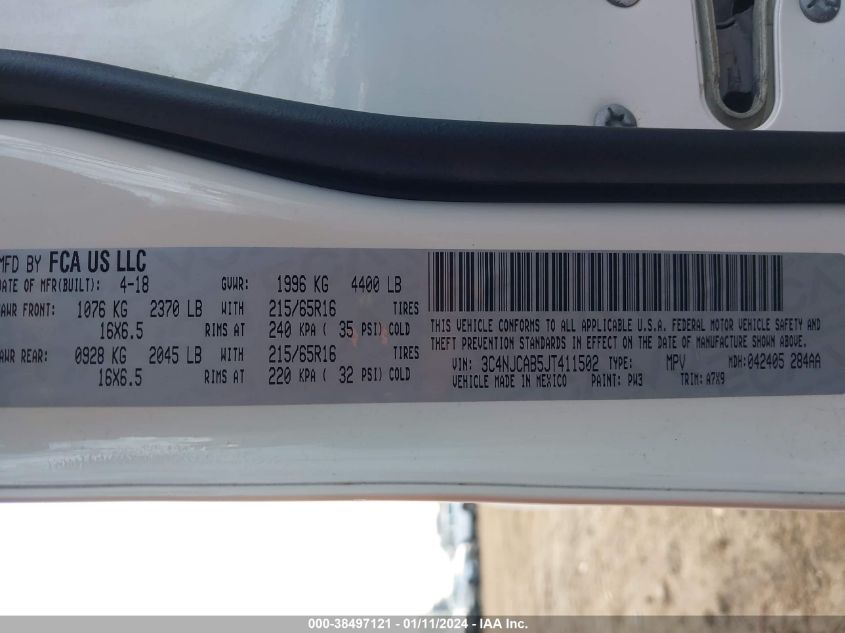 MFD BY FCA US LLC
DATE OF MFR(BUILT): 4-18 GVWR: 1996 KG 4400 LB
GAWR FRONT: 1076 KG 2370 LB WITH 215/65R16 TIRES
16X6.5 RIMS AT 240 KPA ( 35 PSI) COLD
GAWR REAR: 0928 KG 2045 LB WITH 215/65R16 TIRES
16X6.5 RIMS AT 220 KPA ( 32 PSI) COLD
THIS VEHICLE CONFORMS TO ALL APPLICABLE U.S.A. FEDERAL MOTOR VEHICLE SAFETY AND
THEFT PREVENTION STANDARDS IN EFFECT ON THE DATE OF MANUFACTURE SHOWN ABOVE.
VIN: 3C4NJCAB5JT411502 TYPE: MPV MDH:042405 284AA
VEHICLE MADE IN MEXICO PAINT: PW3 TRIM: A7X9
000-38497121 - 01/11/2024 - IAA Inc.